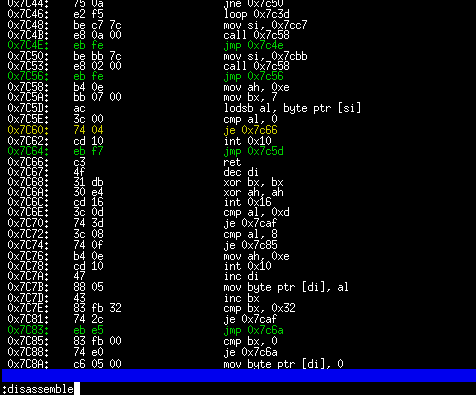 0x7C44: 75 0a jne 0x7c50
0x7C46: e2 f5 loop 0x7c3d
0x7C48: be c7 7c mov si, 0x7cc7
0x7C4B: e8 0a 00 call 0x7c58
0x7C4E: eb fe jmp 0x7c4e
0x7C50: be bb 7c mov si, 0x7cbb
0x7C53: e8 02 00 call 0x7c58
0x7C56: eb fe jmp 0x7c56
0x7C58: b4 0e mov ah, 0xe
0x7C5A: bb 07 00 mov bx, 7
0x7C5D: ac lodsb al, byte ptr [si]
0x7C5E: 3c 00 cmp al, 0
0x7C60: 74 04 je 0x7c66
0x7C62: cd 10 int 0x10
0x7C64: eb f7 jmp 0x7c5d
0x7C66: c3 ret
0x7C67: 4f dec di
0x7C68: 31 db xor bx, bx
0x7C6A: 30 e4 xor ah, ah
0x7C6C: cd 16 int 0x16
0x7C6E: 3c 0d cmp al, 0xd
0x7C70: 74 3d je 0x7caf
0x7C72: 3c 08 cmp al, 8
0x7C74: 74 0f je 0x7c85
0x7C76: b4 0e mov ah, 0xe
0x7C78: cd 10 int 0x10
0x7C7A: 47 inc di
0x7C7B: 88 05 mov byte ptr [di], al
0x7C7D: 43 inc bx
0x7C7E: 83 fb 32 cmp bx, 0x32
0x7C81: 74 2c je 0x7caf
0x7C83: eb e5 jmp 0x7c6a
0x7C85: 83 fb 00 cmp bx, 0
0x7C88: 74 e0 je 0x7c6a
0x7C8A: c6 05 00 mov byte ptr [di], 0
:disassemble